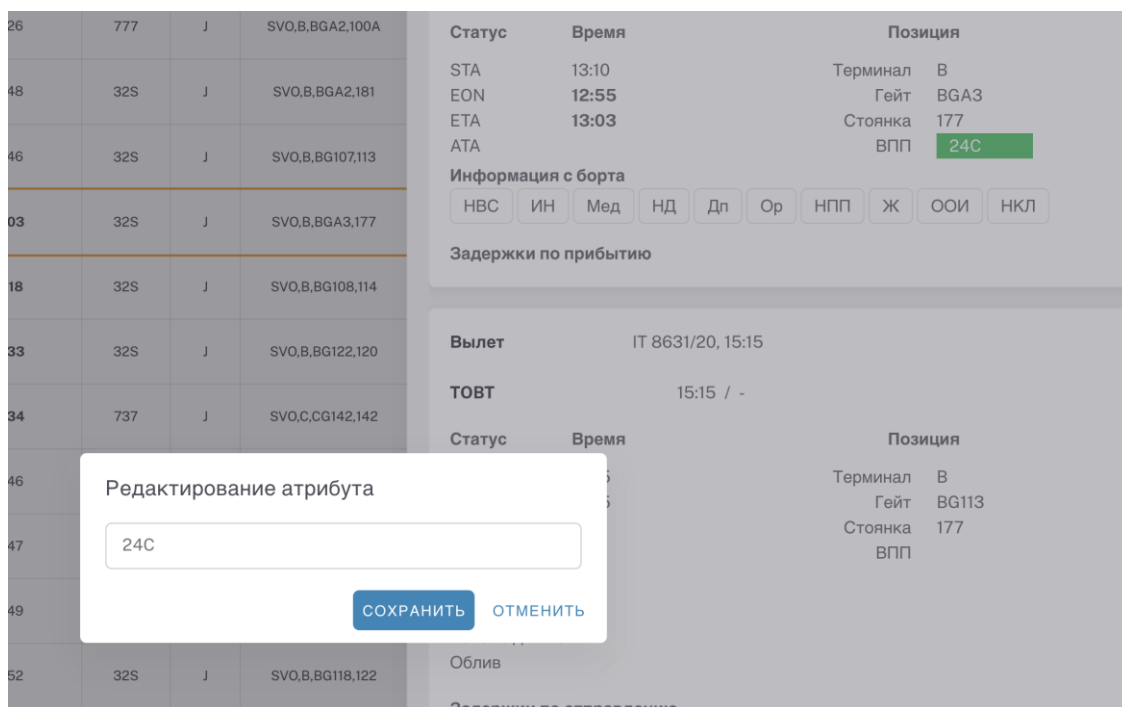 26 777 J SVO,B,BGA2,100A
48 32S J SVO,B,BGA2,181
46 32S J SVO,B,BG107,113
03 32S J SVO,B,BGA3,177
18 32S J SVO,B,BG108,114
33 32S J SVO,B,BG122,120
34 737 J SVO,C,CG142,142
46
47
49
52 32S J SVO,B,BG118,122
Статус Время Позиция
STA 13:10 Терминал B
EON 12:55 Гейт BGA3
ETA 13:03 Стоянка 177
ATA ВПП 24C
Информация с борта
НВС ИН Мед НД Дп Ор НПП Ж ООИ НКЛ
Задержки по прибытию
Вылет IT 8631/20, 15:15
ТОВТ 15:15 / -
Статус Время Позиция
Терминал B
Гейт BG113
Стоянка 177
ВПП
Облив
Задержки по отправлению
Редактирование атрибута
24C
СОХРАНИТЬ ОТМЕНИТЬ